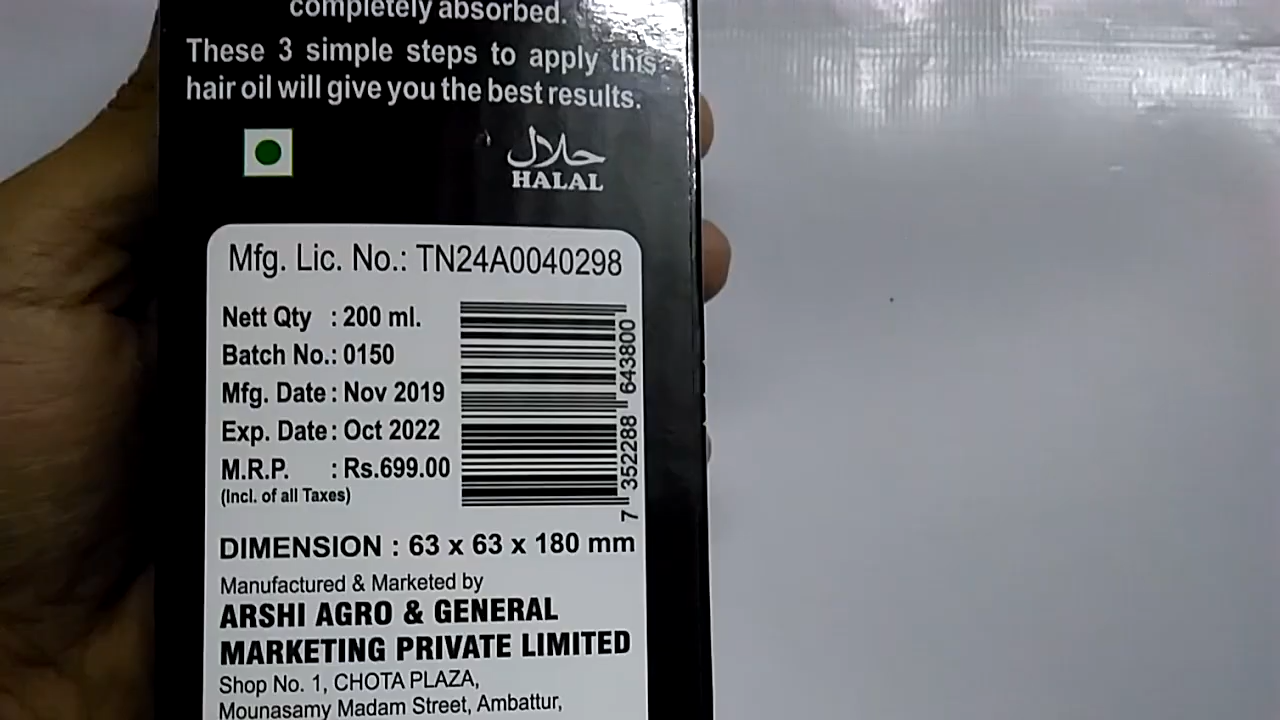 completely absorbed.
These 3 simple steps to apply this
hair oil will give you the best results.
حلال
HALAL
Mfg. Lic. No.: TN24A0040298
Nett Qty : 200 ml.
Batch No.: 0150
Mfg. Date : Nov 2019
Exp. Date : Oct 2022
M.R.P. : Rs.699.00
(Incl. of all Taxes)
7 352288 643800
DIMENSION : 63 x 63 x 180 mm
Manufactured & Marketed by
ARSHI AGRO & GENERAL
MARKETING PRIVATE LIMITED
Shop No. 1, CHOTA PLAZA,
Mounasamy Madam Street, Ambattur,